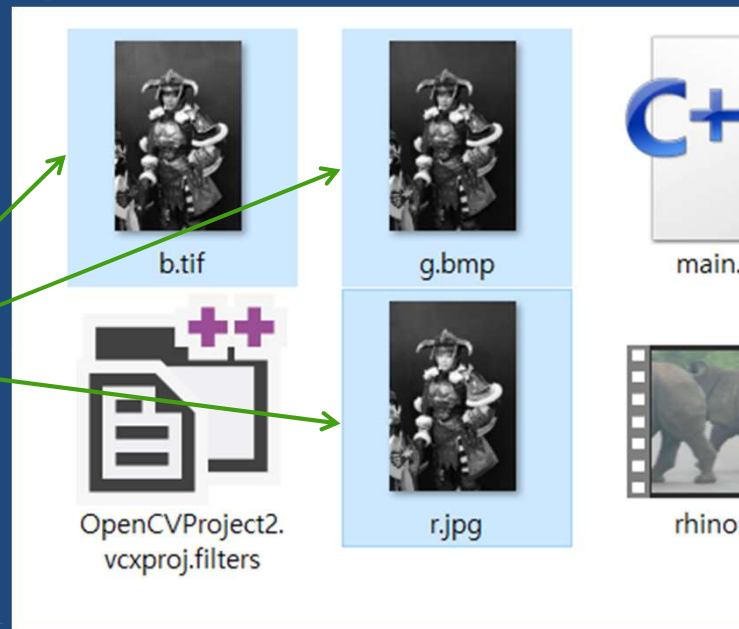 b.tif
g.bmp
C+
main.
++
OpenCVProject2.
vcxproj.filters
r.jpg
rhino